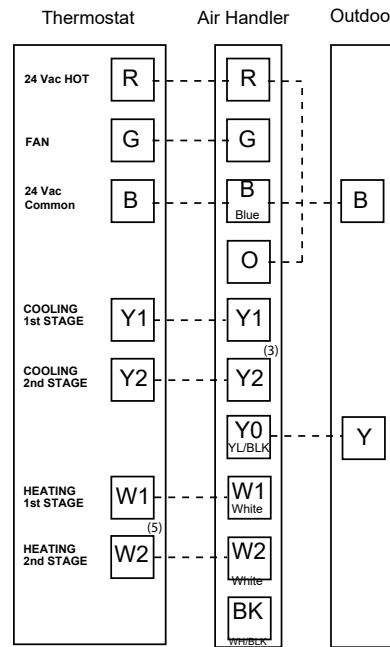 Thermostat Air Handler Outdoo
24 Vac HOT R R
FAN G G
24 Vac
Common B B B
Blue
O
COOLING
1st STAGE Y1 Y1
(3)
COOLING
2nd STAGE Y2 Y2
Y0 Y
YL/BLK
HEATING
1st STAGE W1 W1
White
(5)
HEATING
2nd STAGE W2 W2
White
BK
WH/BLK